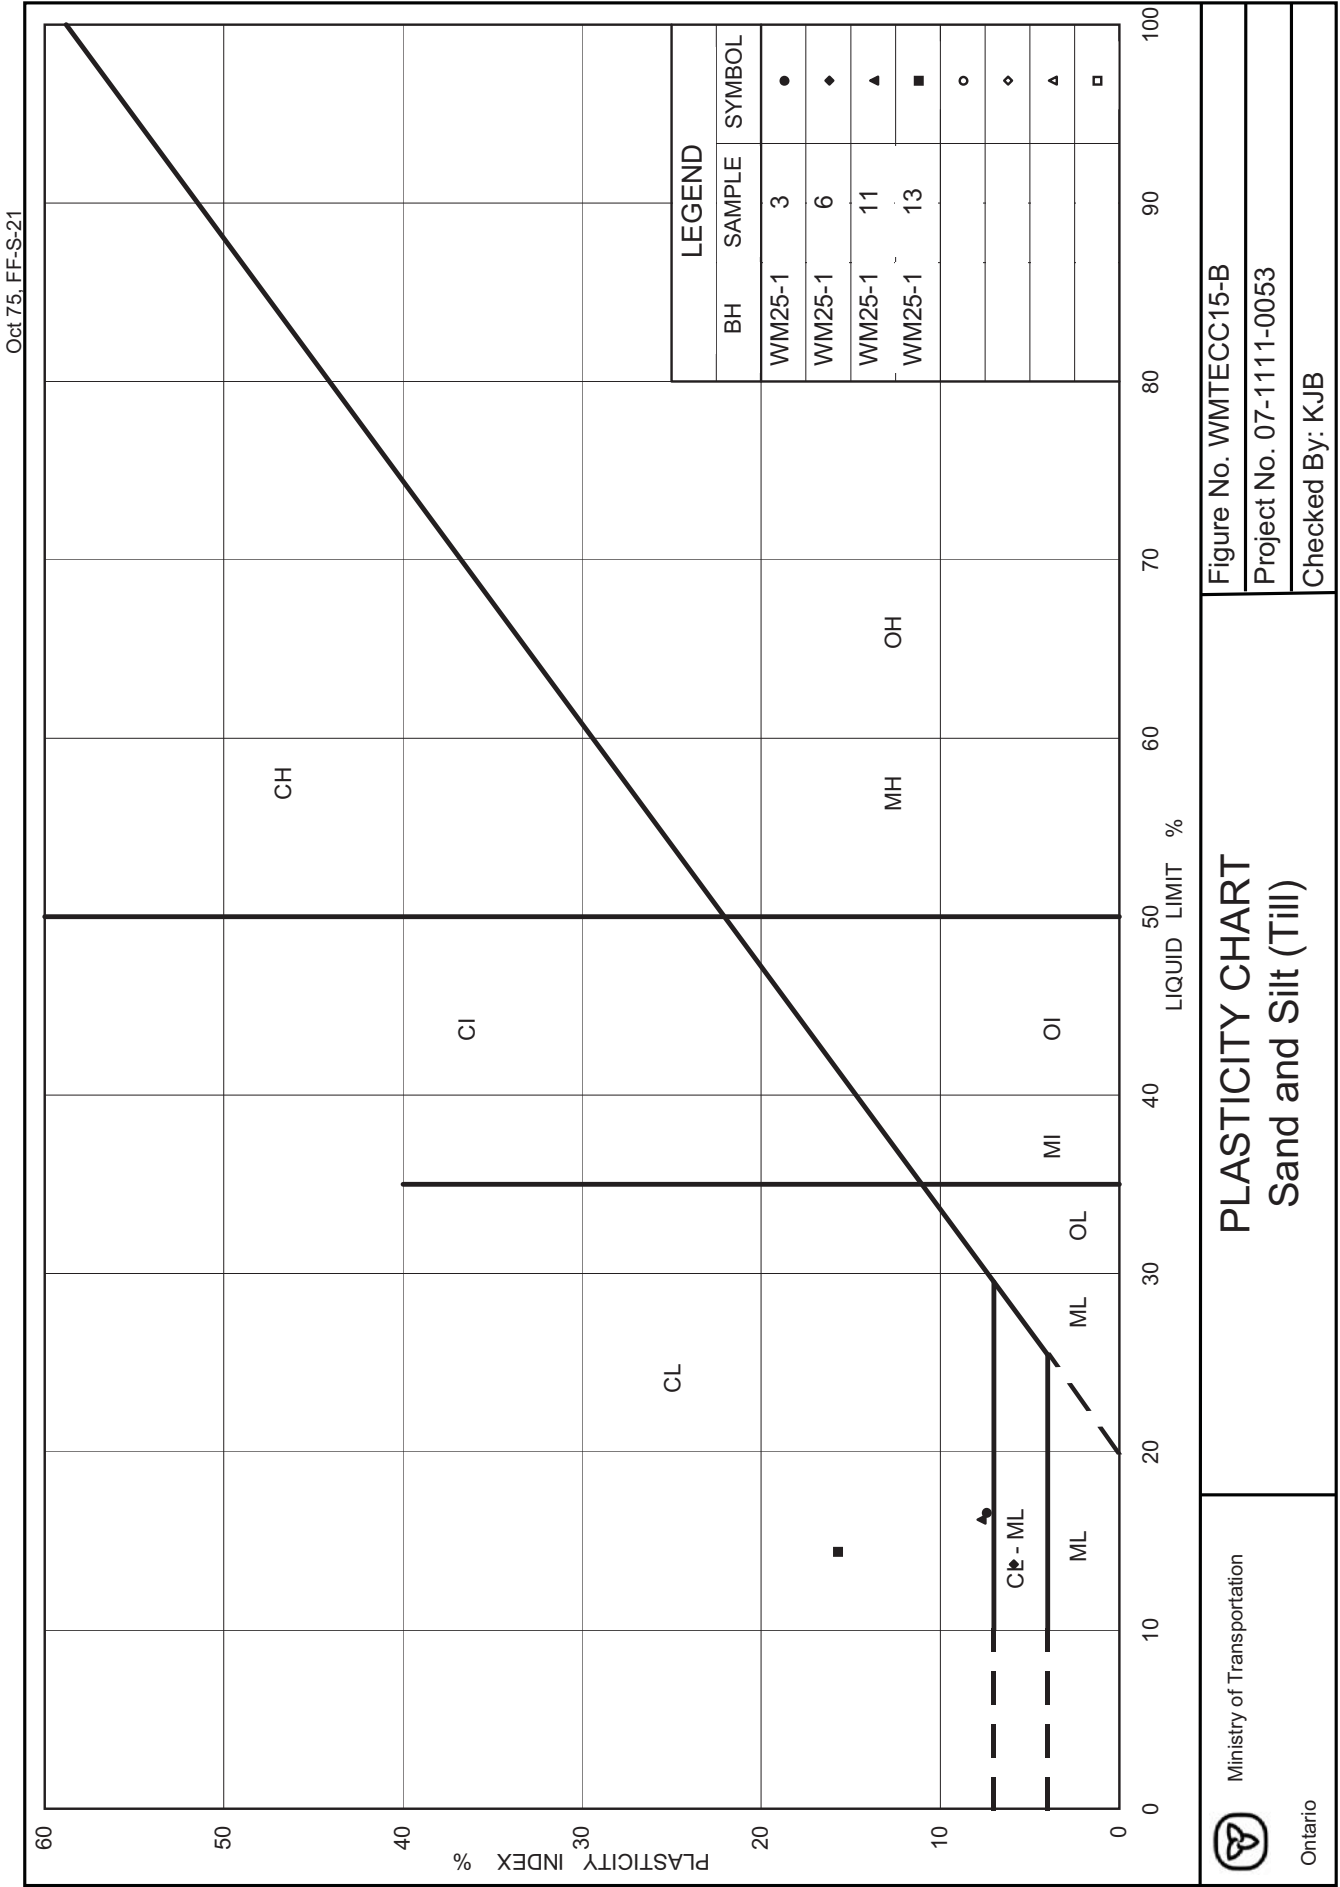 Oct 75, FF-S-21
60
50
40
30
20
10
0
PLASTICITY INDEX %
CH
CI
CL
CL - ML
ML
ML
OL
MI
OI
MH
OH
LEGEND
BH SAMPLE SYMBOL
WM25-1 3
WM25-1 6
WM25-1 11
WM25-1 13
0 10 20 30 40 50 60 70 80 90 100
LIQUID LIMIT %
Ministry of Transportation
Ontario
PLASTICITY CHART
Sand and Silt (Till)
Figure No. WMTECC15-B
Project No. 07-1111-0053
Checked By: KJB